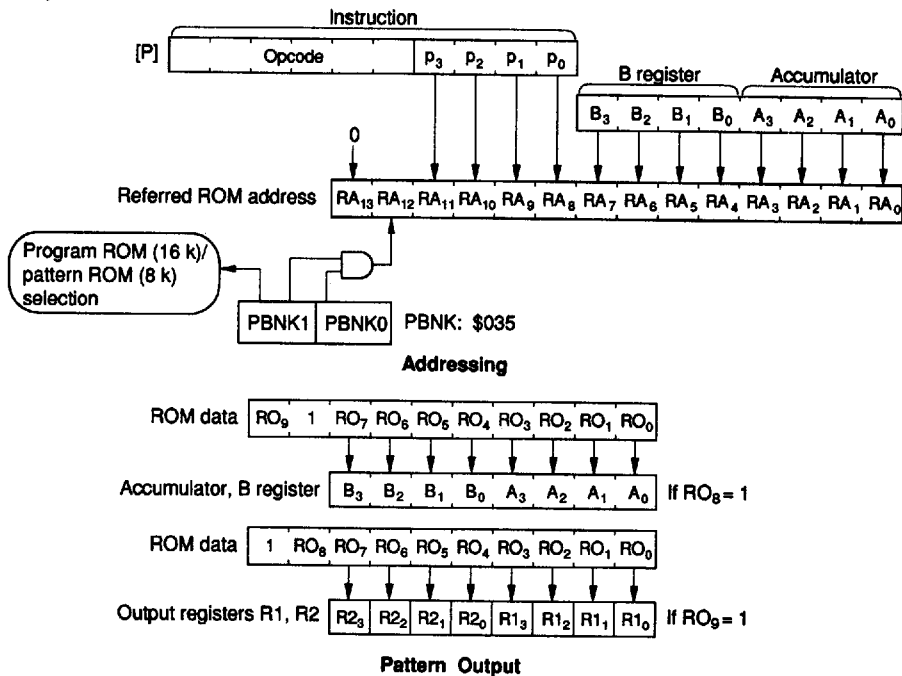 Instruction
[P] Opcode p3 p2 p1 p0
B register Accumulator
B3 B2 B1 B0 A3 A2 A1 A0
0
Referred ROM address RA13 RA12 RA11 RA10 RA9 RA8 RA7 RA6 RA5 RA4 RA3 RA2 RA1 RA0
Program ROM (16 k)/
pattern ROM (8 k)
selection
PBNK1 PBNK0 PBNK: $035
Addressing
ROM data RO9 1 RO7 RO6 RO5 RO4 RO3 RO2 RO1 RO0
Accumulator, B register B3 B2 B1 B0 A3 A2 A1 A0 If RO8 = 1
ROM data 1 RO8 RO7 RO6 RO5 RO4 RO3 RO2 RO1 RO0
Output registers R1, R2 R23 R22 R21 R20 R13 R12 R11 R10 If RO9 = 1
Pattern Output